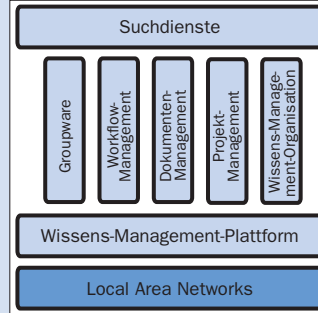 Suchdienste
Groupware
Workflow-
Management
Dokumenten-
Management
Projekt-
Management
Wissens-Manage-
ment-Organisation
Wissens-Management-Plattform
Local Area Networks